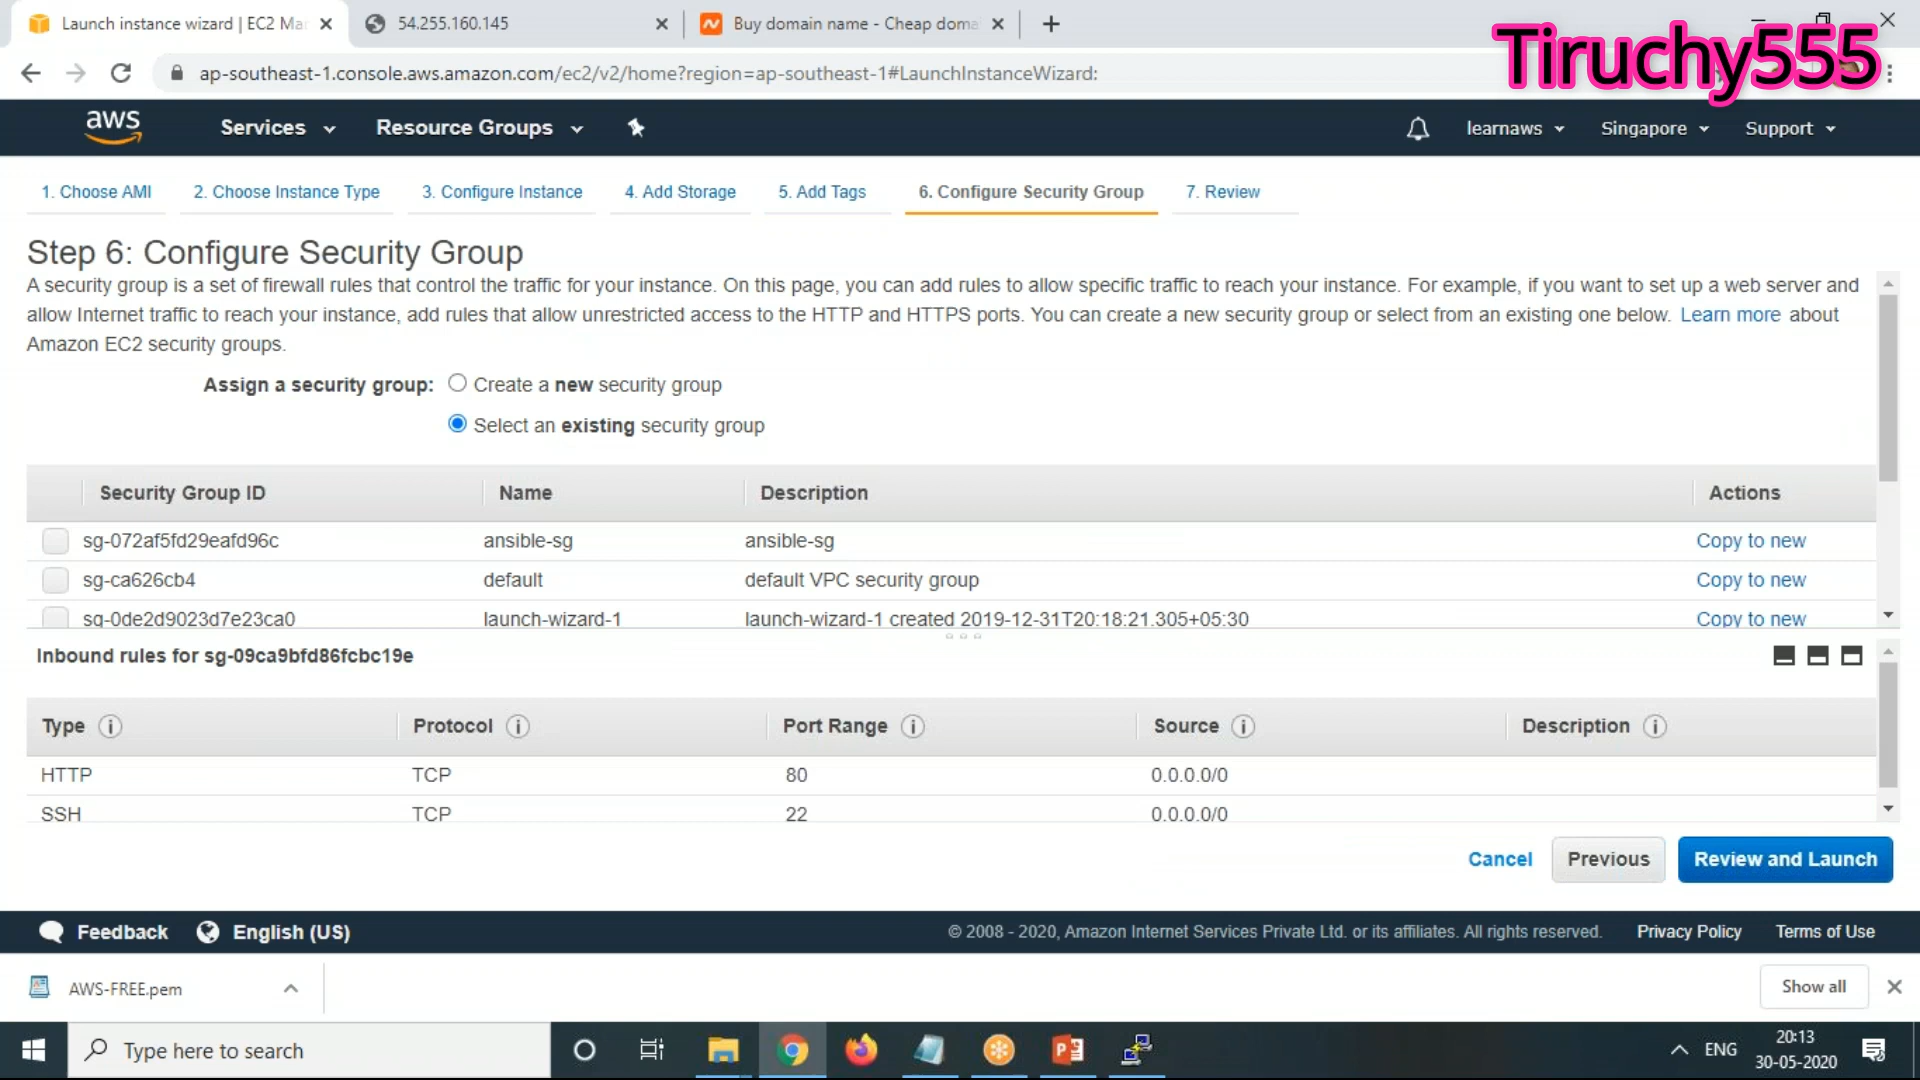 Launch instance wizard | EC2 Ma
54.255.160.145
Buy domain name - Cheap doma
Tiruchy555
ap-southeast-1.console.aws.amazon.com/ec2/v2/home?region=ap-southeast-1#LaunchInstanceWizard:
aws
Services
Resource Groups
learnaws
Singapore
Support
1. Choose AMI
2. Choose Instance Type
3. Configure Instance
4. Add Storage
5. Add Tags
6. Configure Security Group
7. Review
Step 6: Configure Security Group
A security group is a set of firewall rules that control the traffic for your instance. On this page, you can add rules to allow specific traffic to reach your instance. For example, if you want to set up a web server and
allow Internet traffic to reach your instance, add rules that allow unrestricted access to the HTTP and HTTPS ports. You can create a new security group or select from an existing one below. Learn more about
Amazon EC2 security groups.
Assign a security group: Create a new security group
Select an existing security group
Security Group ID Name Description Actions
sg-072af5fd29eafd96c ansible-sg ansible-sg Copy to new
sg-ca626cb4 default default VPC security group Copy to new
sg-0de2d9023d7e23ca0 launch-wizard-1 launch-wizard-1 created 2019-12-31T20:18:21.305+05:30 Copy to new
Inbound rules for sg-09ca9bfd86fcbc19e
Type Protocol Port Range Source Description
HTTP TCP 80 0.0.0.0/0
SSH TCP 22 0.0.0.0/0
Cancel Previous Review and Launch
Feedback English (US) © 2008 - 2020, Amazon Internet Services Private Ltd. or its affiliates. All rights reserved. Privacy Policy Terms of Use
AWS-FREE.pem Show all
Type here to search
ENG
20:13
30-05-2020